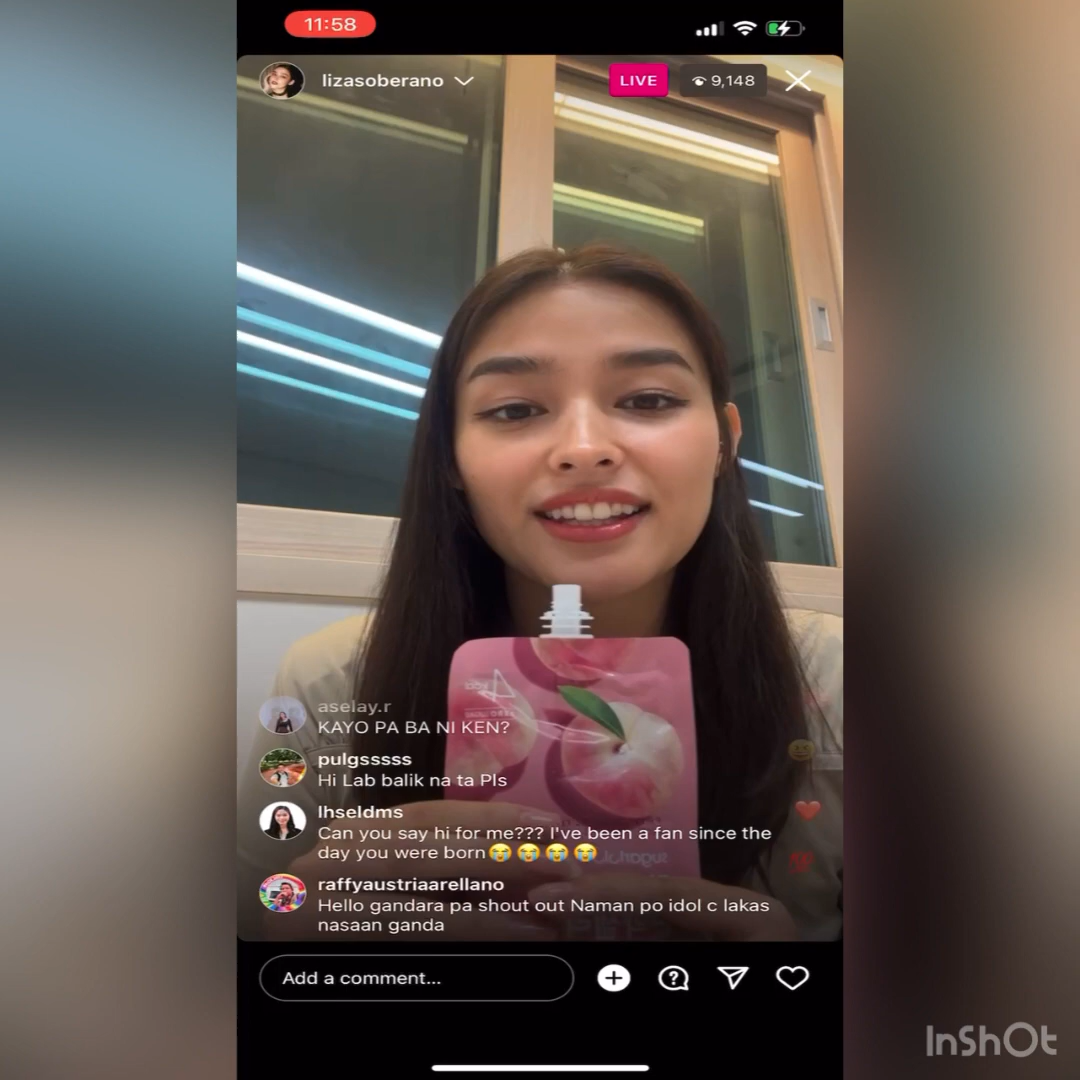 11:58
lizasoberano
LIVE
9,148
aselay.r
KAYO PA BA NI KEN?
pulgsssss
Hi Lab balik na ta Pls
lhseldms
Can you say hi for me??? I've been a fan since the
day you were born😭😭😭😭
raffyaustriaarellano
Hello gandara pa shout out Naman po idol c lakas
nasaan ganda
Add a comment...
InShOt